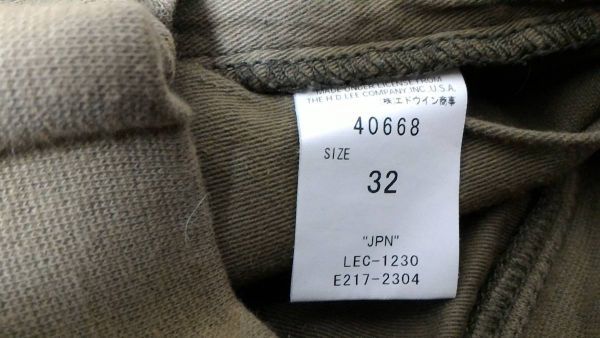 MADE UNDER LICENSE FROM
THE H D LEE COMPANY, INC. U.S.A.
㈱エドウイン商事
40668
SIZE
32
"JPN"
LEC-1230
E217-2304